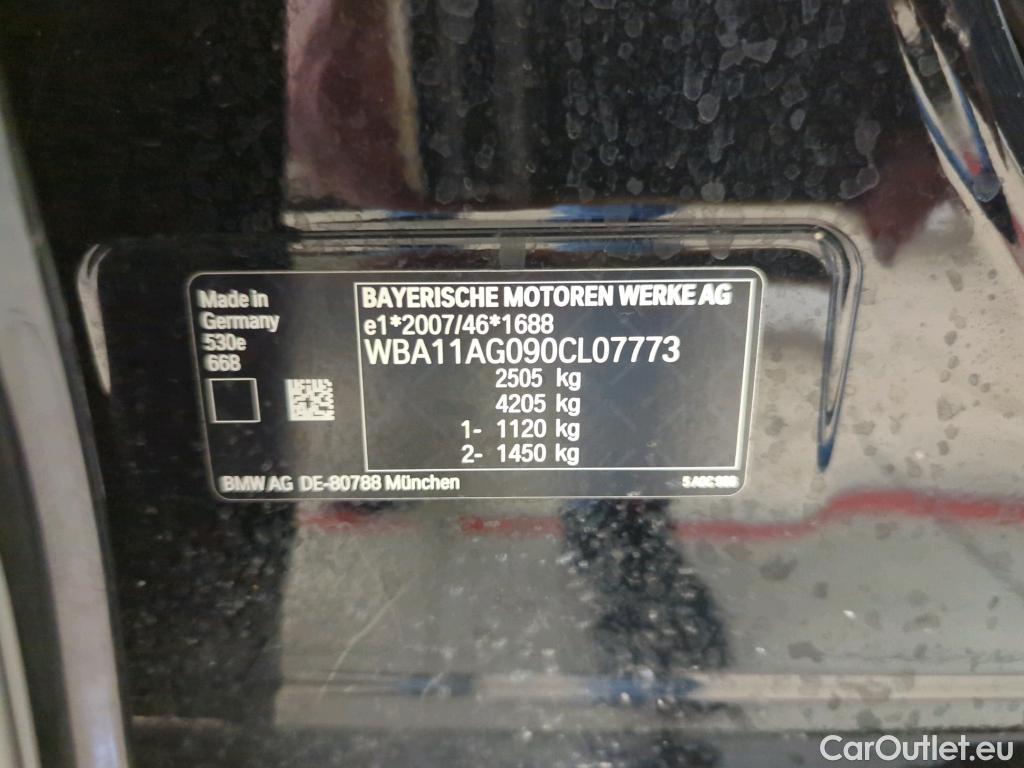 Made in
Germany
530e
668
BAYERISCHE MOTOREN WERKE AG
e1*2007/46*1688
WBA11AG090CL07773
2505 kg
4205 kg
1- 1120 kg
2- 1450 kg
BMW AG DE-80788 München
CarOutlet.eu